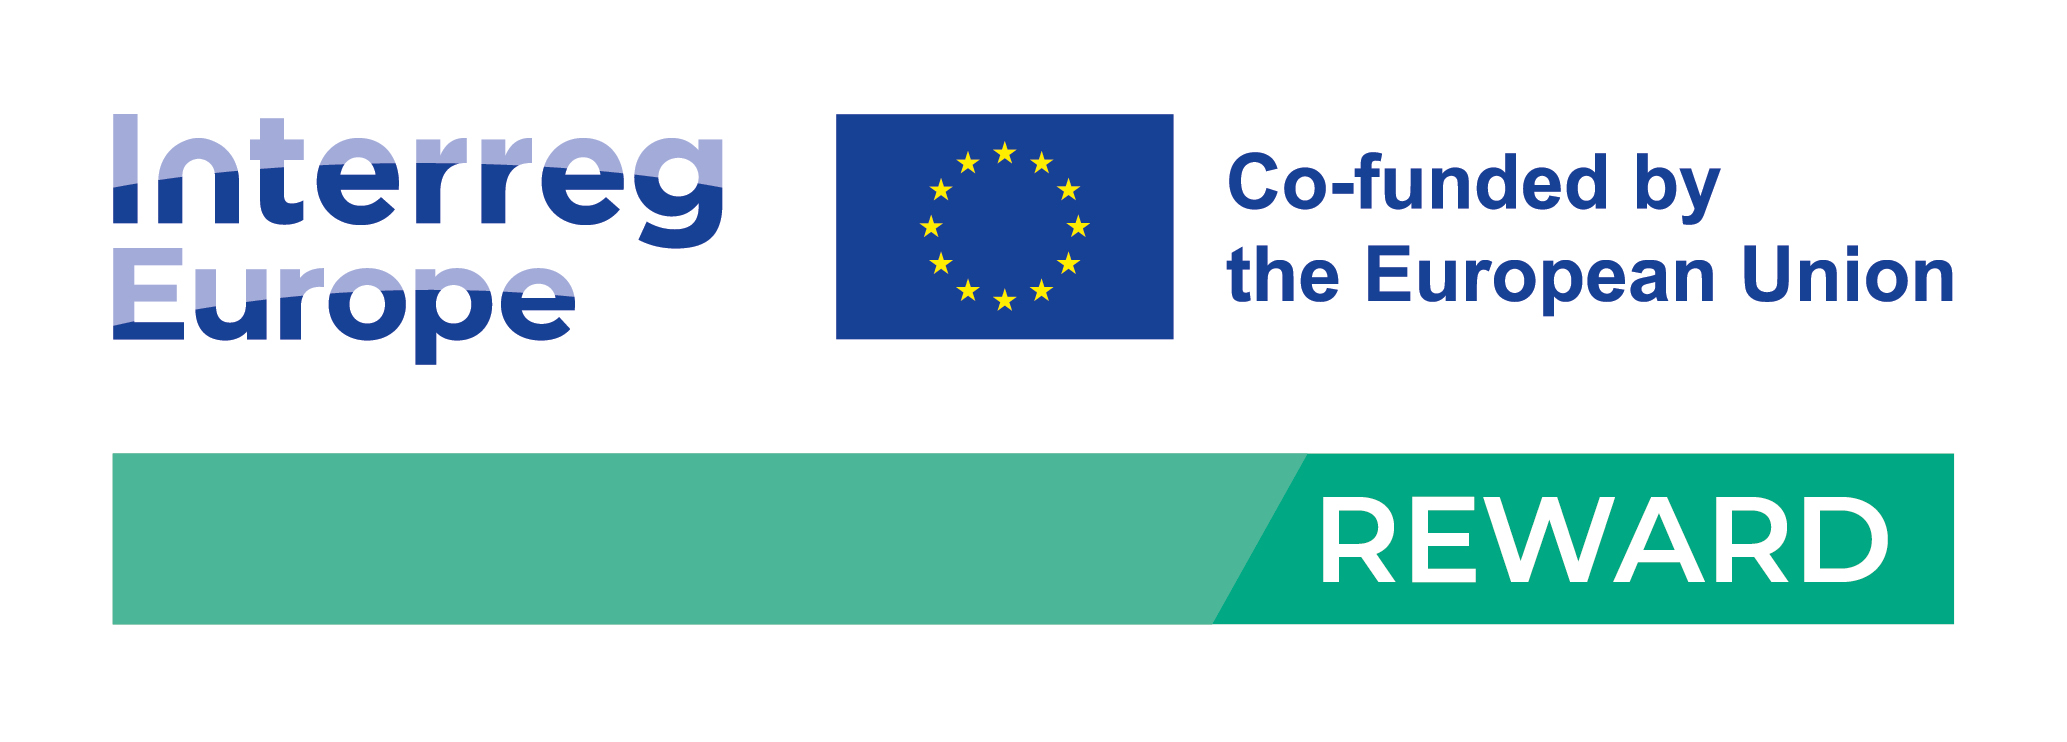 Interreg
Europe
Co-funded by
the European Union
REWARD